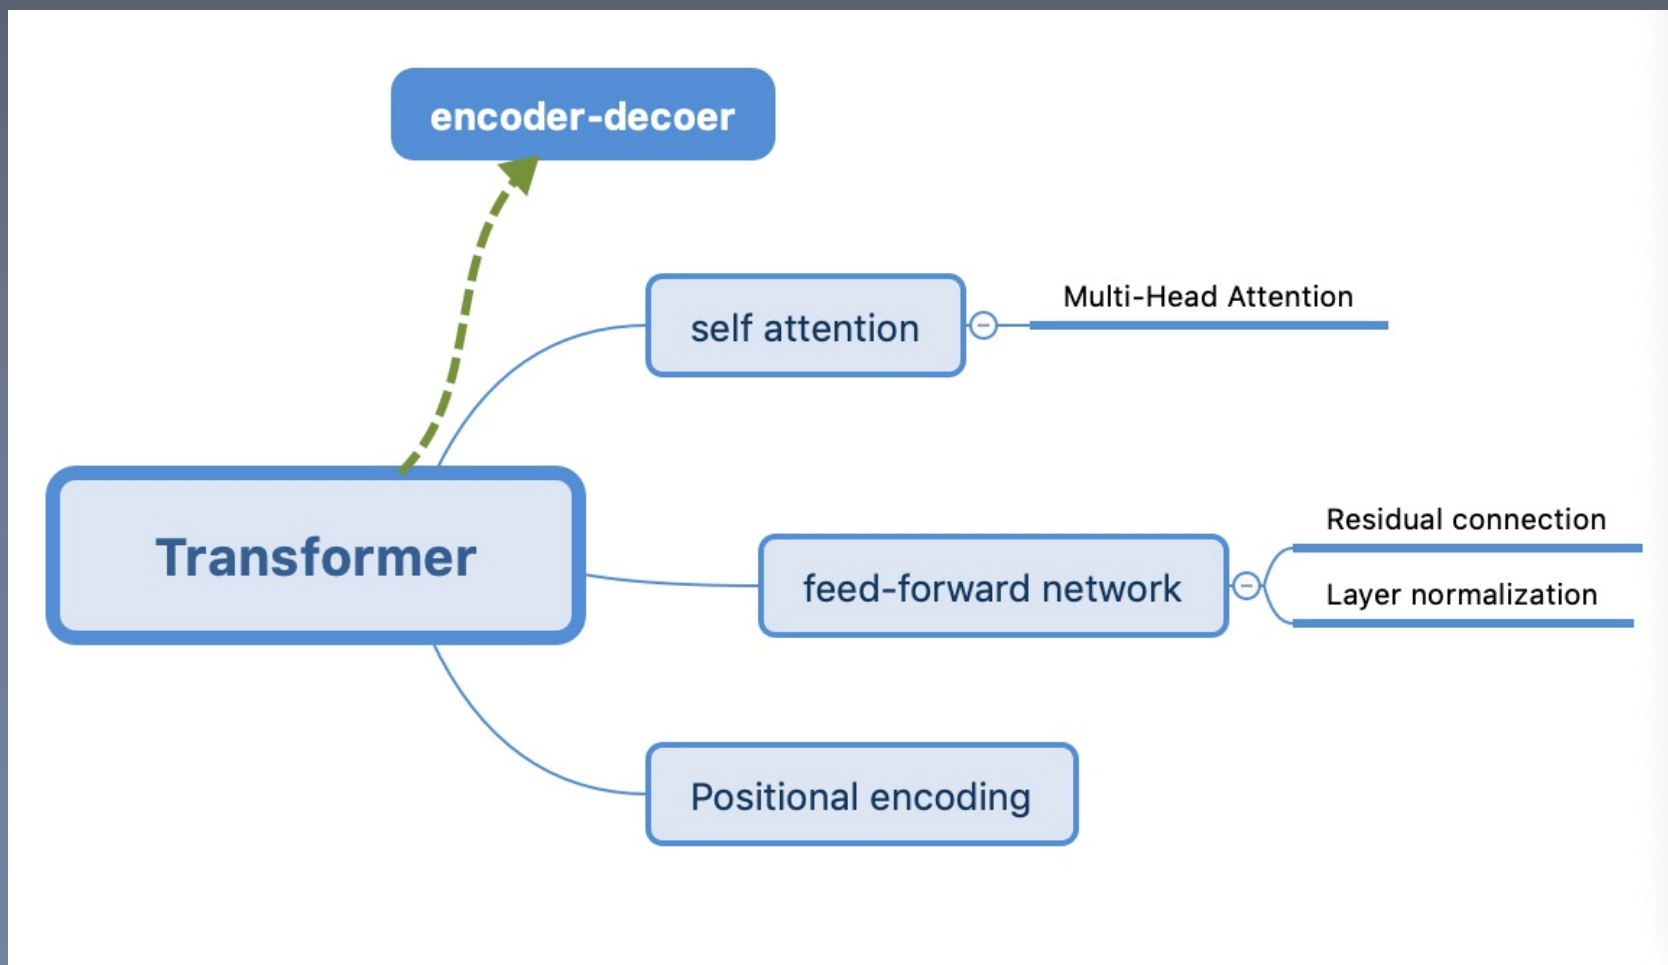 encoder-decoer
self attention
Multi-Head Attention
Transformer
feed-forward network
Residual connection
Layer normalization
Positional encoding